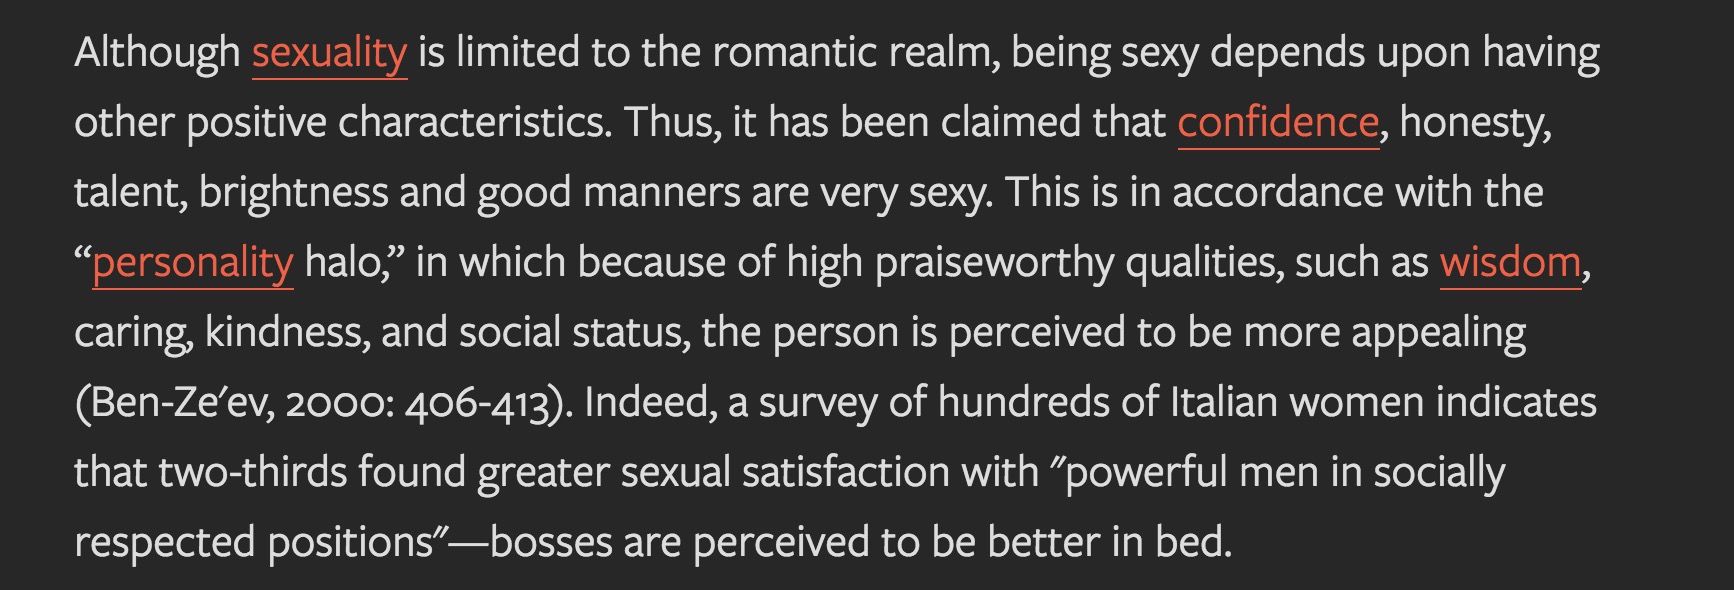 Although sexuality is limited to the romantic realm, being sexy depends upon having
other positive characteristics. Thus, it has been claimed that confidence, honesty,
talent, brightness and good manners are very sexy. This is in accordance with the
“personality halo,” in which because of high praiseworthy qualities, such as wisdom,
caring, kindness, and social status, the person is perceived to be more appealing
(Ben-Ze'ev, 2000: 406-413). Indeed, a survey of hundreds of Italian women indicates
that two-thirds found greater sexual satisfaction with "powerful men in socially
respected positions"—bosses are perceived to be better in bed.